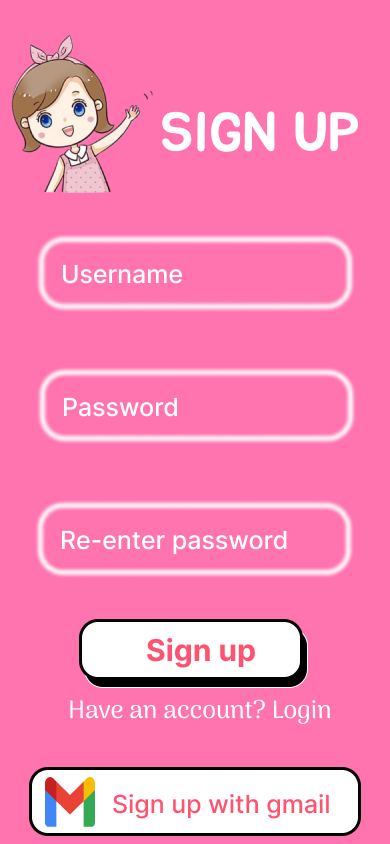 SIGN UP
Username
Password
Re-enter password
Sign up
Have an account? Login
Sign up with gmail